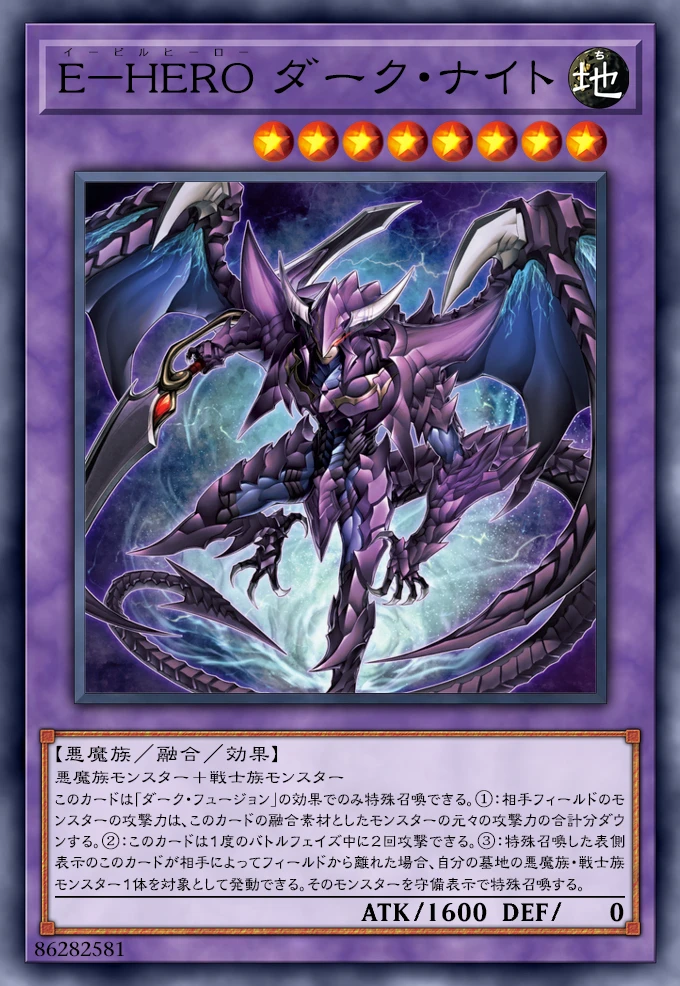 イービルヒーロー
E－HERO ダーク・ナイト
ち
地
【悪魔族／融合／効果】
悪魔族モンスター＋戦士族モンスター
このカードは「ダーク・フュージョン」の効果でのみ特殊召喚できる。①：相手フィールドのモ
ンスターの攻撃力は、このカードの融合素材としたモンスターの元々の攻撃力の合計分ダウ
ンする。②：このカードは１度のバトルフェイズ中に２回攻撃できる。③：特殊召喚した表側
表示のこのカードが相手によってフィールドから離れた場合、自分の墓地の悪魔族・戦士族
モンスター１体を対象として発動できる。そのモンスターを守備表示で特殊召喚する。
ATK/1600 DEF/ 0
86282581